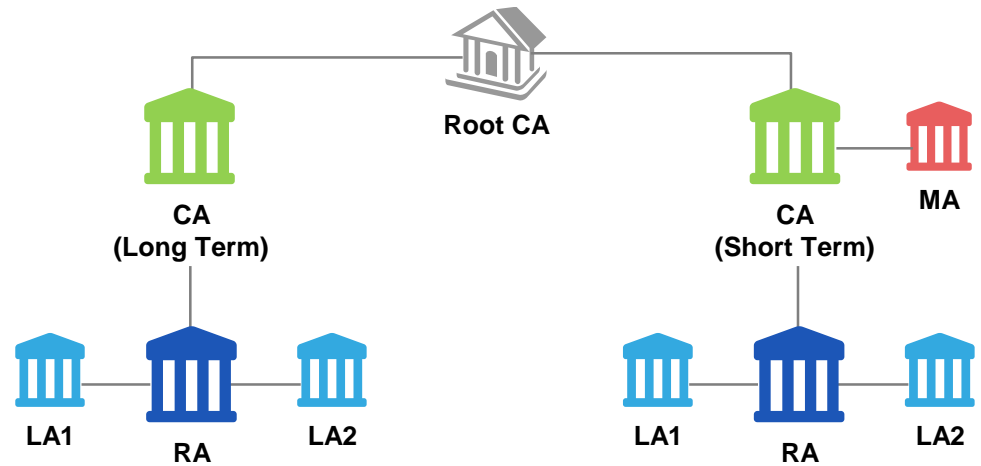 Root CA
CA
(Long Term)
CA
(Short Term)
MA
LA1
RA
LA2
LA1
RA
LA2